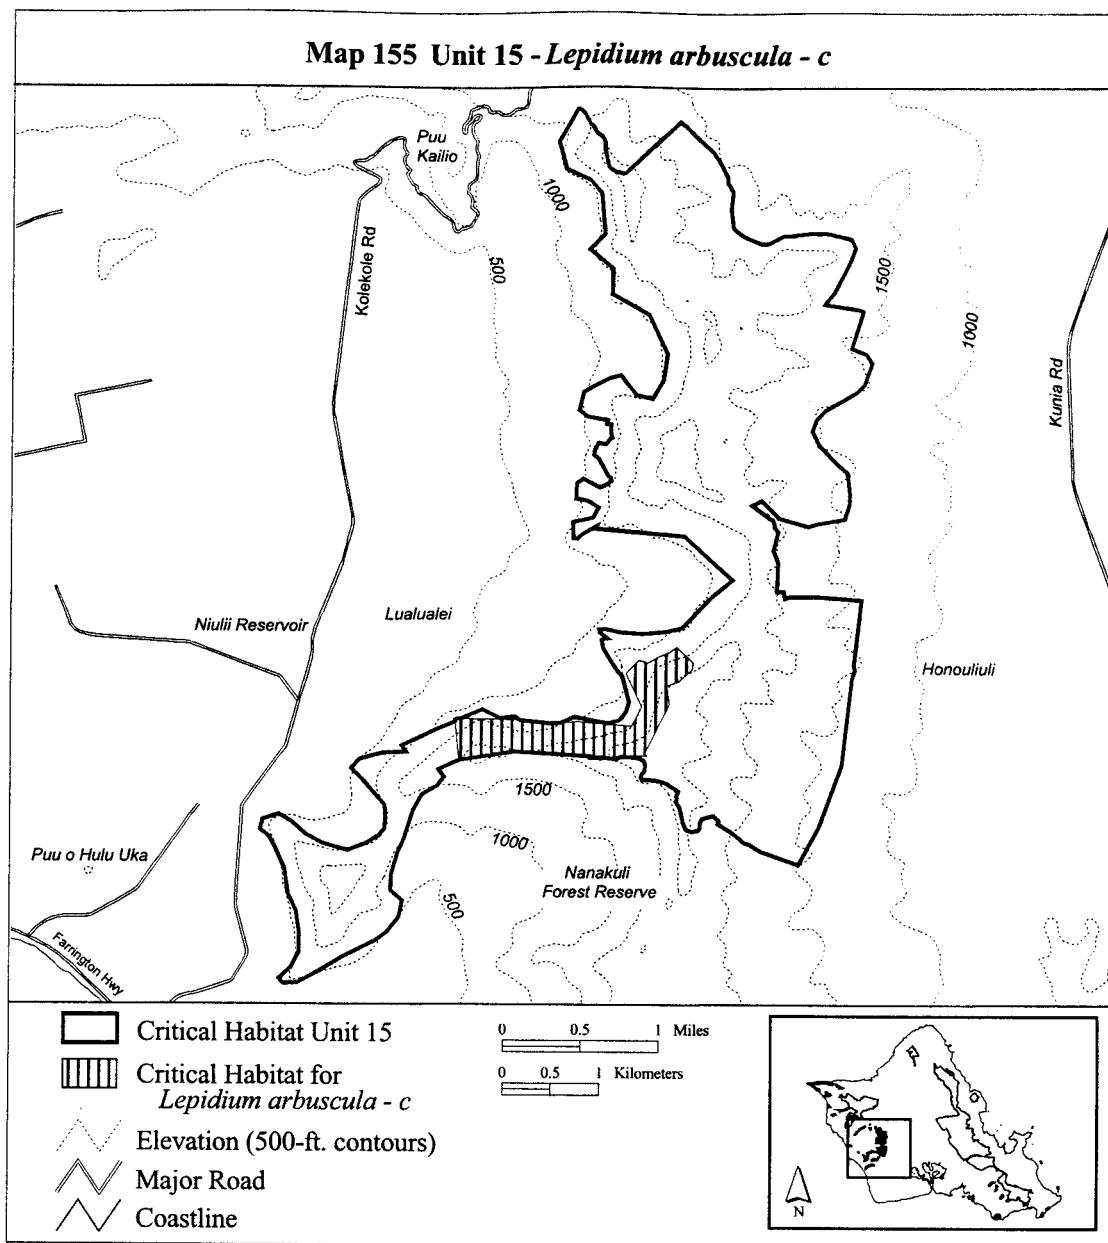 Map 155 Unit 15 - Lepidium arbuscula - c
Puu
Kailio
1000
500
Kolekole Rd
1500
1000
Kunia Rd
Niulii Reservoir
Lualualei
Honouliuli
1500
1000
500
Puu o Hulu Uka
Nanakuli
Forest Reserve
Farrington Hwy
Critical Habitat Unit 15
Critical Habitat for
Lepidium arbuscula - c
Elevation (500-ft. contours)
Major Road
Coastline
0 0.5 1 Miles
0 0.5 1 Kilometers
N